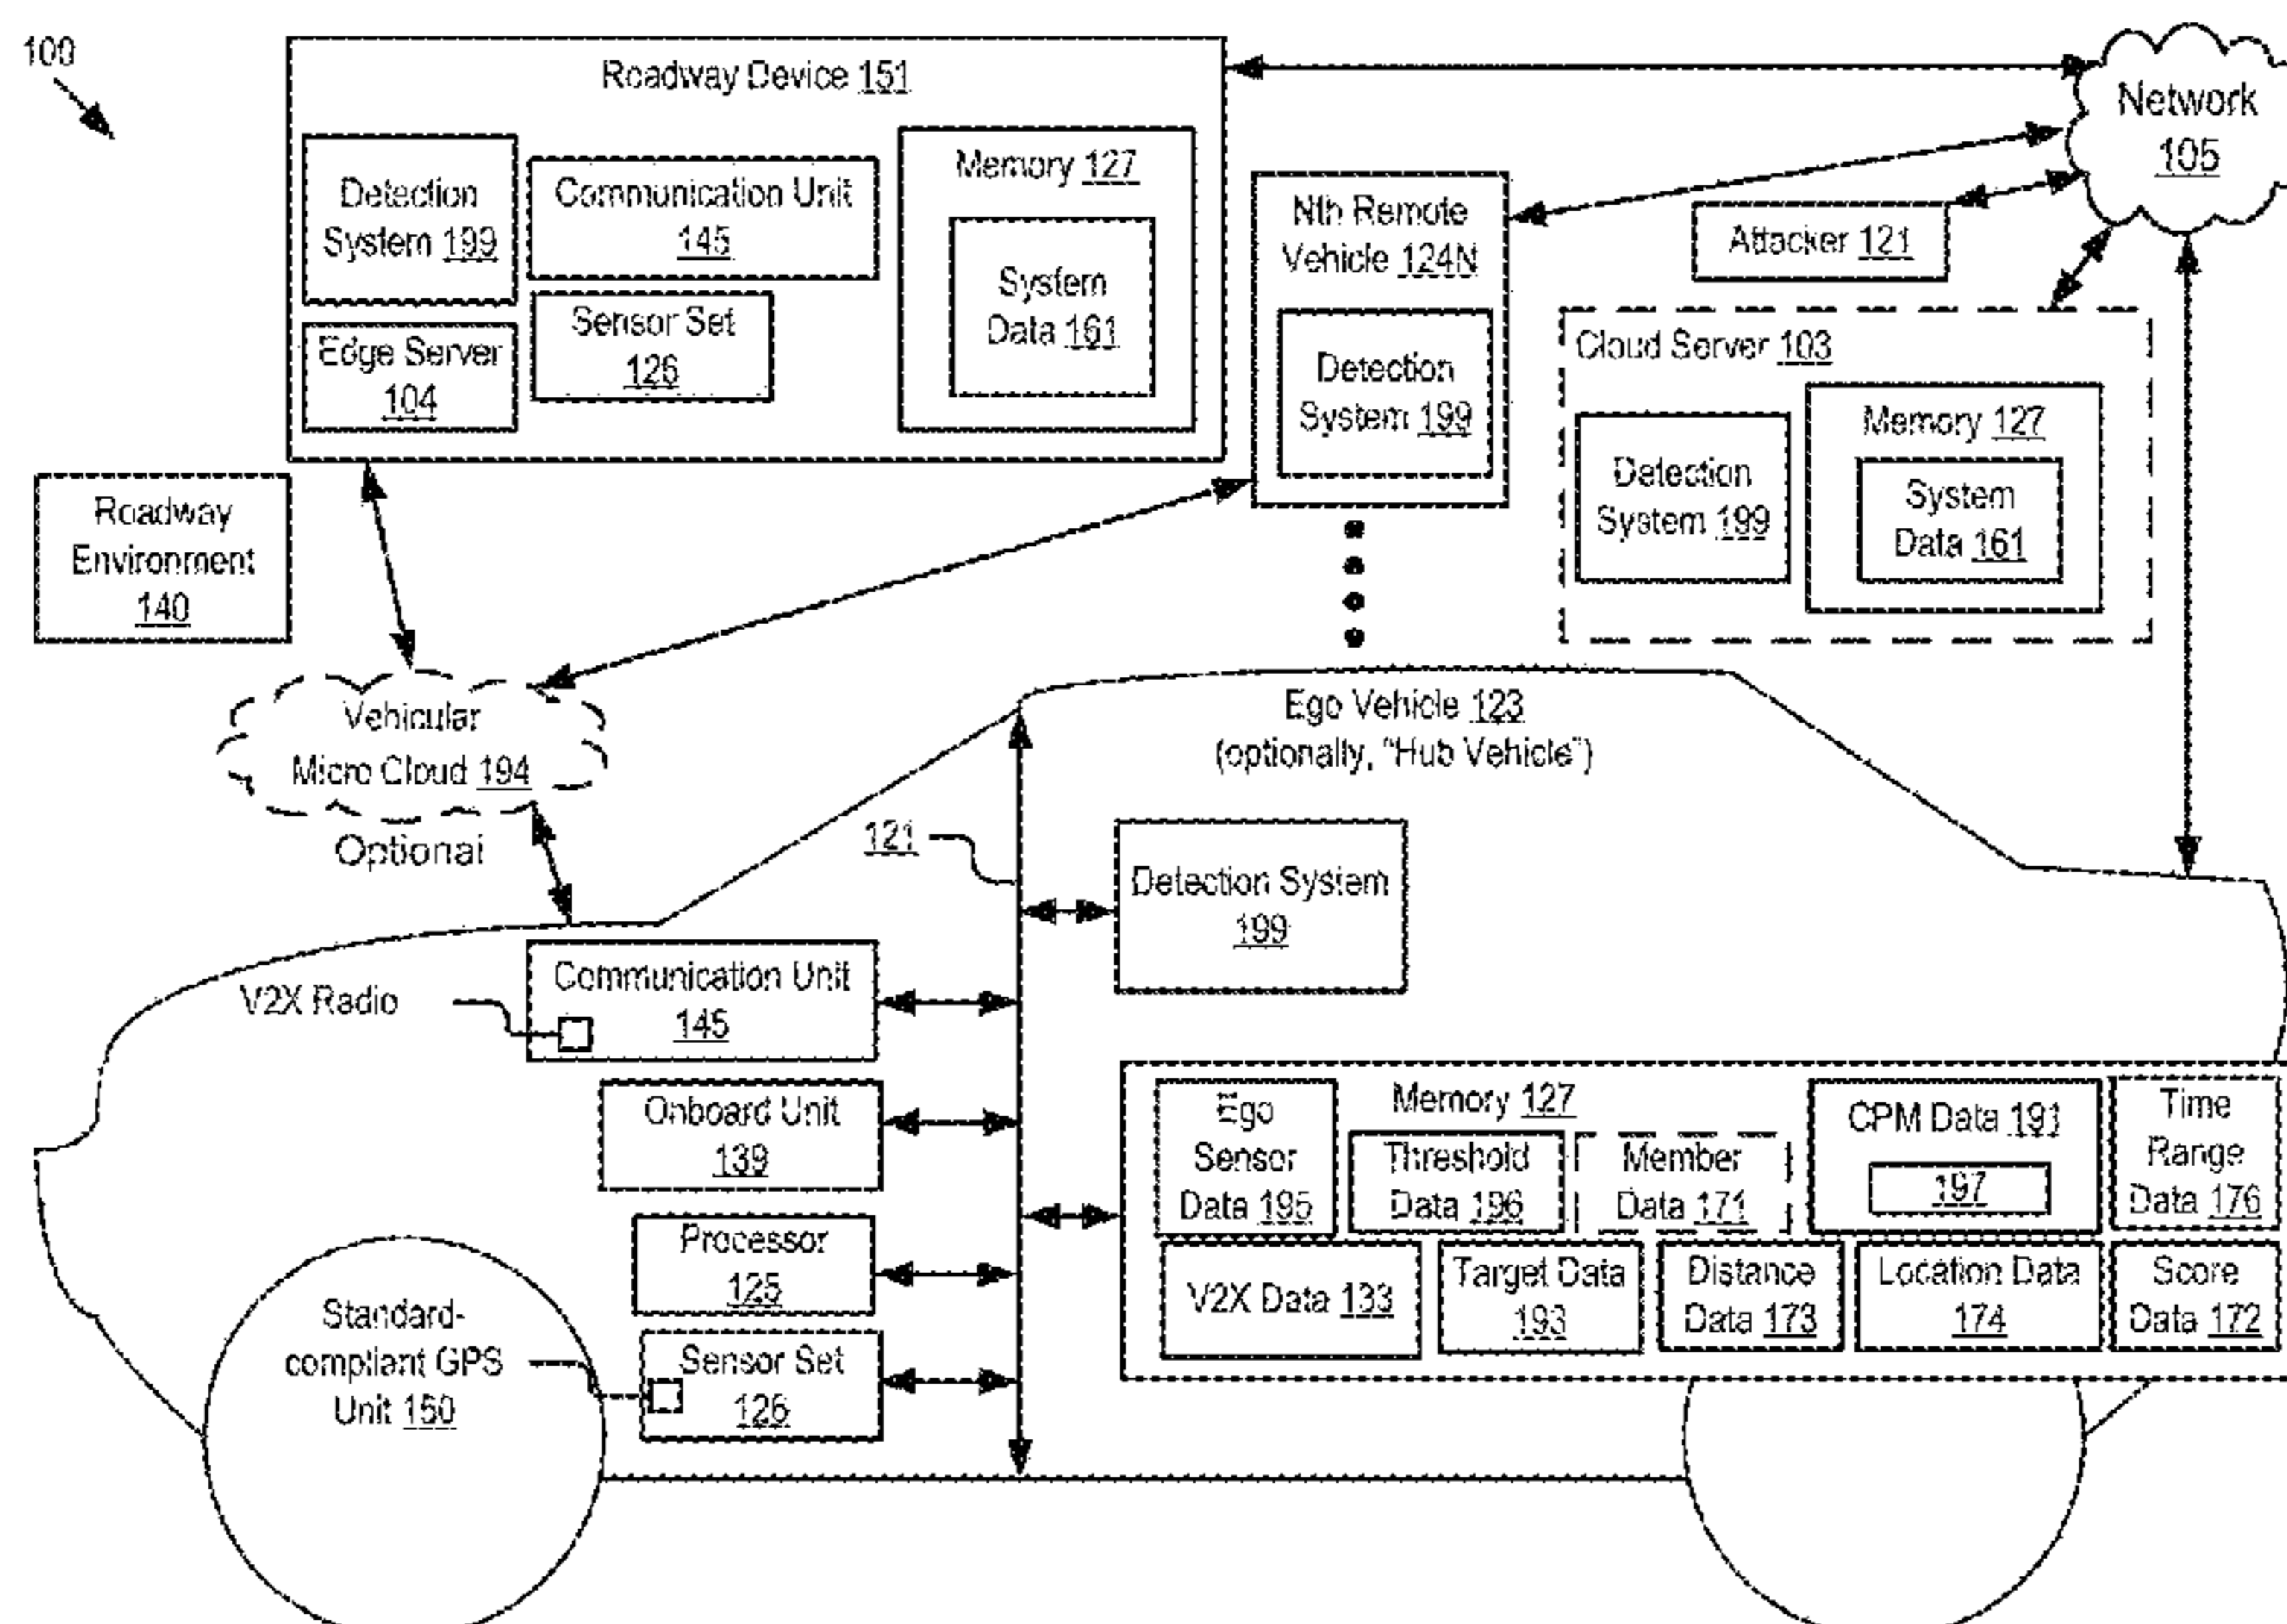 100
Roadway Device 151
Detection
System 199
Communication Unit
145
Memory 127
System
Data 161
Edge Server
104
Sensor Set
126
Nth Remote
Vehicle 124N
Detection
System 199
Attacker 121
Network
105
Cloud Server 103
Detection
System 199
Memory 127
System
Data 161
Roadway
Environment
140
Vehicular
Micro Cloud 194
Optional
Ego Vehicle 123
(optionally, "Hub Vehicle")
121
Detection System
199
V2X Radio
Communication Unit
145
Onboard Unit
139
Processor
125
Standard-
compliant GPS
Unit 150
Sensor Set
126
Memory 127
Ego
Sensor
Data 195
Threshold
Data 196
Member
Data 171
CPM Data 191
197
Time
Range
Data 176
V2X Data 133
Target Data
193
Distance
Data 173
Location Data
174
Score
Data 172